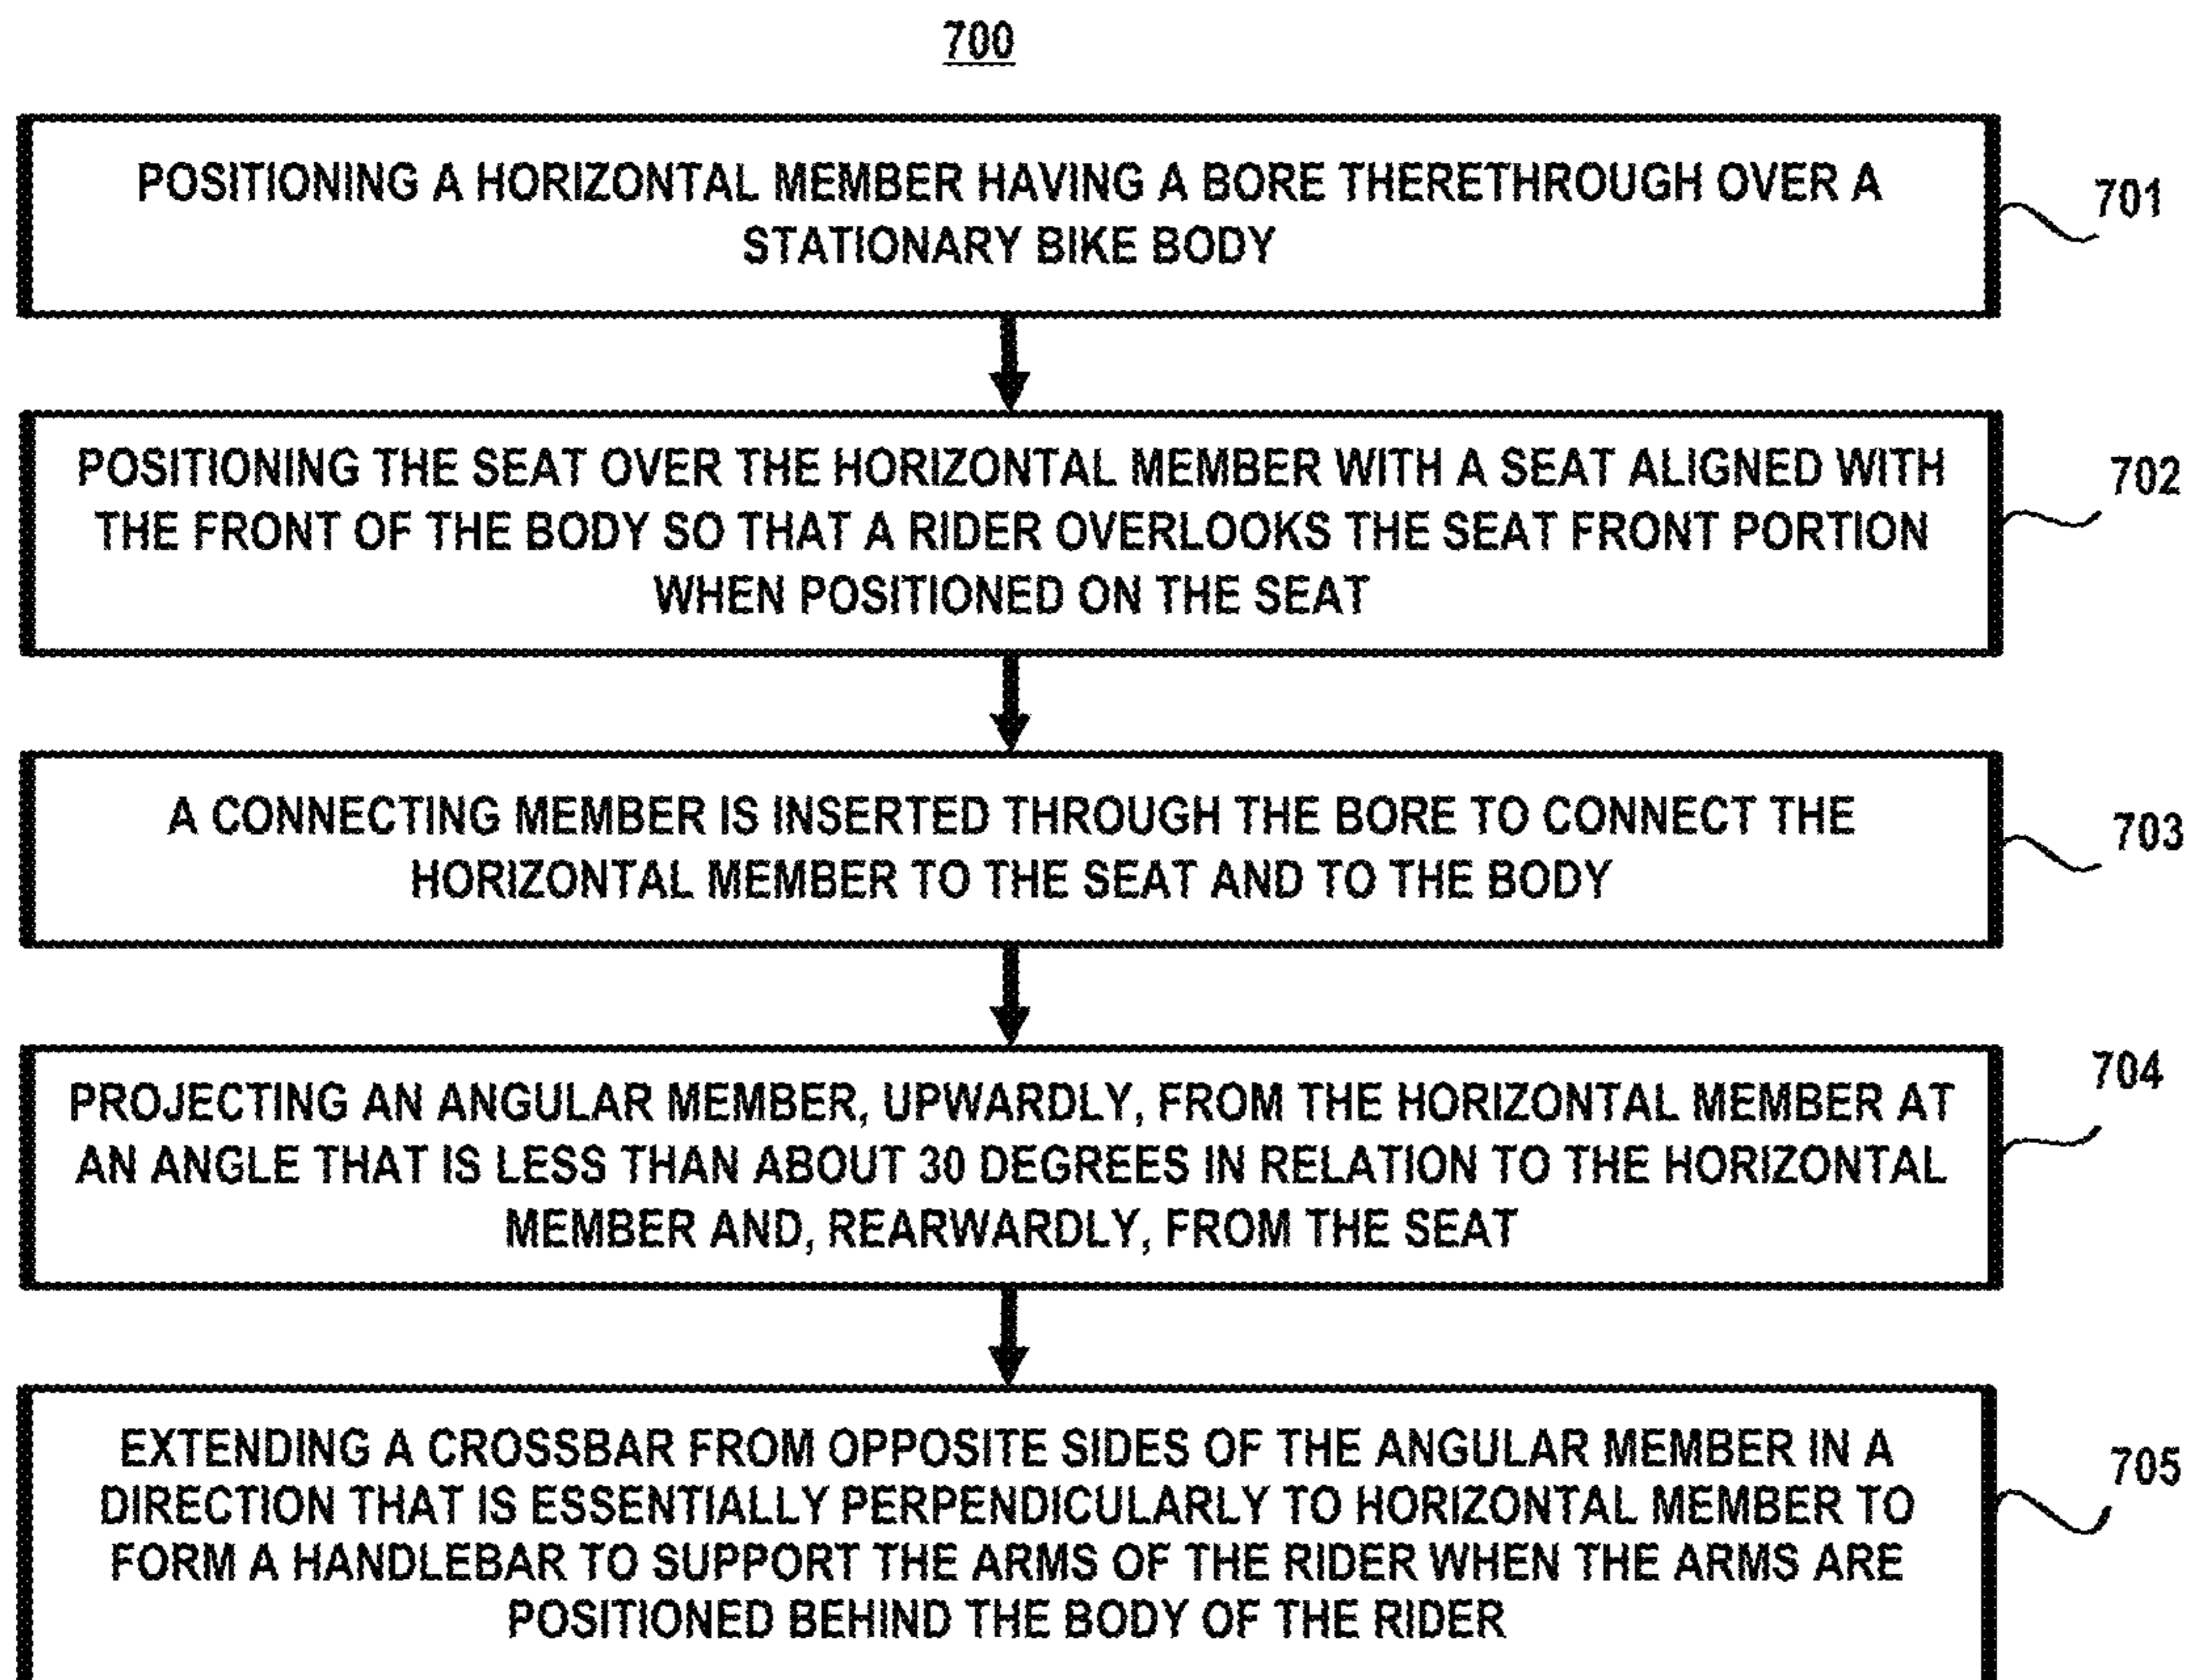 700
POSITIONING A HORIZONTAL MEMBER HAVING A BORE THERETHROUGH OVER A
STATIONARY BIKE BODY
701
POSITIONING THE SEAT OVER THE HORIZONTAL MEMBER WITH A SEAT ALIGNED WITH
THE FRONT OF THE BODY SO THAT A RIDER OVERLOOKS THE SEAT FRONT PORTION
WHEN POSITIONED ON THE SEAT
702
A CONNECTING MEMBER IS INSERTED THROUGH THE BORE TO CONNECT THE
HORIZONTAL MEMBER TO THE SEAT AND TO THE BODY
703
PROJECTING AN ANGULAR MEMBER, UPWARDLY, FROM THE HORIZONTAL MEMBER AT
AN ANGLE THAT IS LESS THAN ABOUT 30 DEGREES IN RELATION TO THE HORIZONTAL
MEMBER AND, REARWARDLY, FROM THE SEAT
704
EXTENDING A CROSSBAR FROM OPPOSITE SIDES OF THE ANGULAR MEMBER IN A
DIRECTION THAT IS ESSENTIALLY PERPENDICULARLY TO HORIZONTAL MEMBER TO
FORM A HANDLEBAR TO SUPPORT THE ARMS OF THE RIDER WHEN THE ARMS ARE
POSITIONED BEHIND THE BODY OF THE RIDER
705